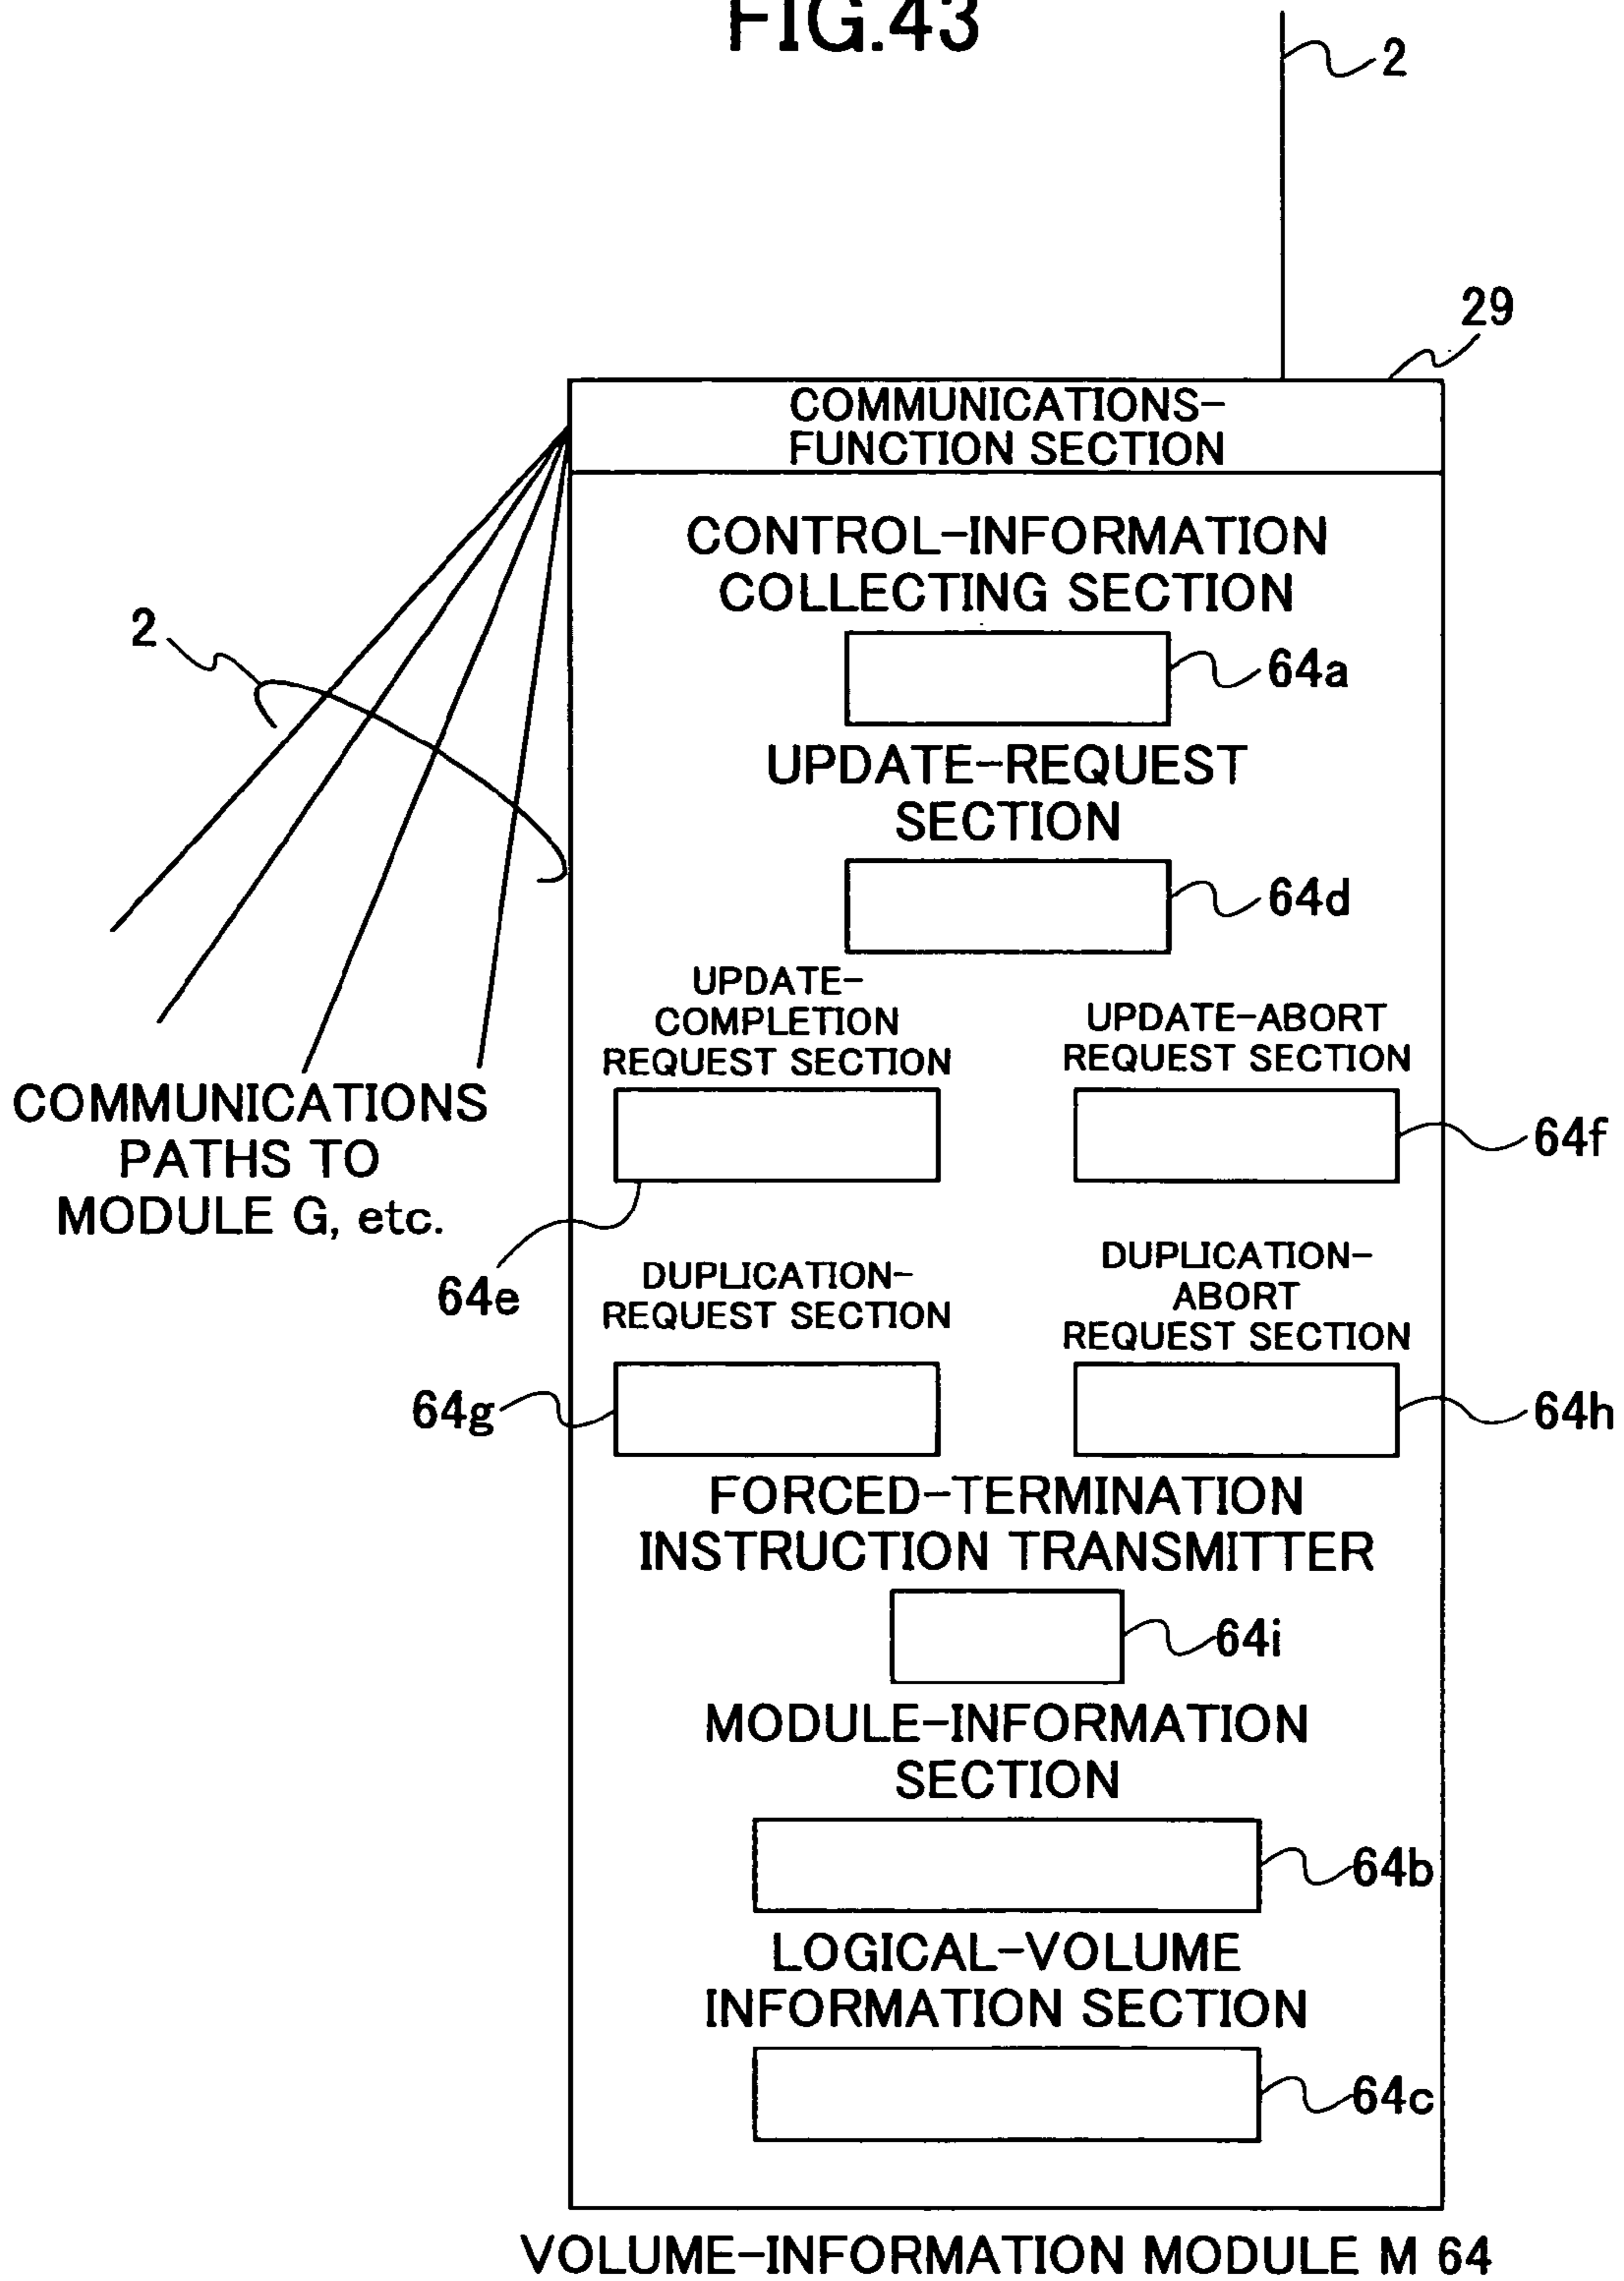 FIG.43
2
29
COMMUNICATIONS-
FUNCTION SECTION
CONTROL-INFORMATION
COLLECTING SECTION
2
64a
UPDATE-REQUEST
SECTION
64d
UPDATE-
COMPLETION
REQUEST SECTION
UPDATE-ABORT
REQUEST SECTION
COMMUNICATIONS
PATHS TO
MODULE G, etc.
64f
64e
DUPLICATION-
REQUEST SECTION
DUPLICATION-
ABORT
REQUEST SECTION
64g
64h
FORCED-TERMINATION
INSTRUCTION TRANSMITTER
64i
MODULE-INFORMATION
SECTION
64b
LOGICAL-VOLUME
INFORMATION SECTION
64c
VOLUME-INFORMATION MODULE M 64